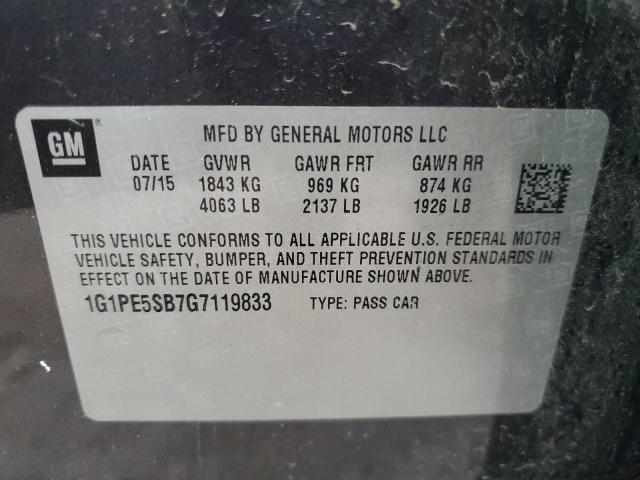 GM
MFD BY GENERAL MOTORS LLC
DATE GVWR GAWR FRT GAWR RR
07/15 1843 KG 969 KG 874 KG
4063 LB 2137 LB 1926 LB
THIS VEHICLE CONFORMS TO ALL APPLICABLE U.S. FEDERAL MOTOR
VEHICLE SAFETY, BUMPER, AND THEFT PREVENTION STANDARDS IN
EFFECT ON THE DATE OF MANUFACTURE SHOWN ABOVE.
1G1PE5SB7G7119833 TYPE: PASS CAR